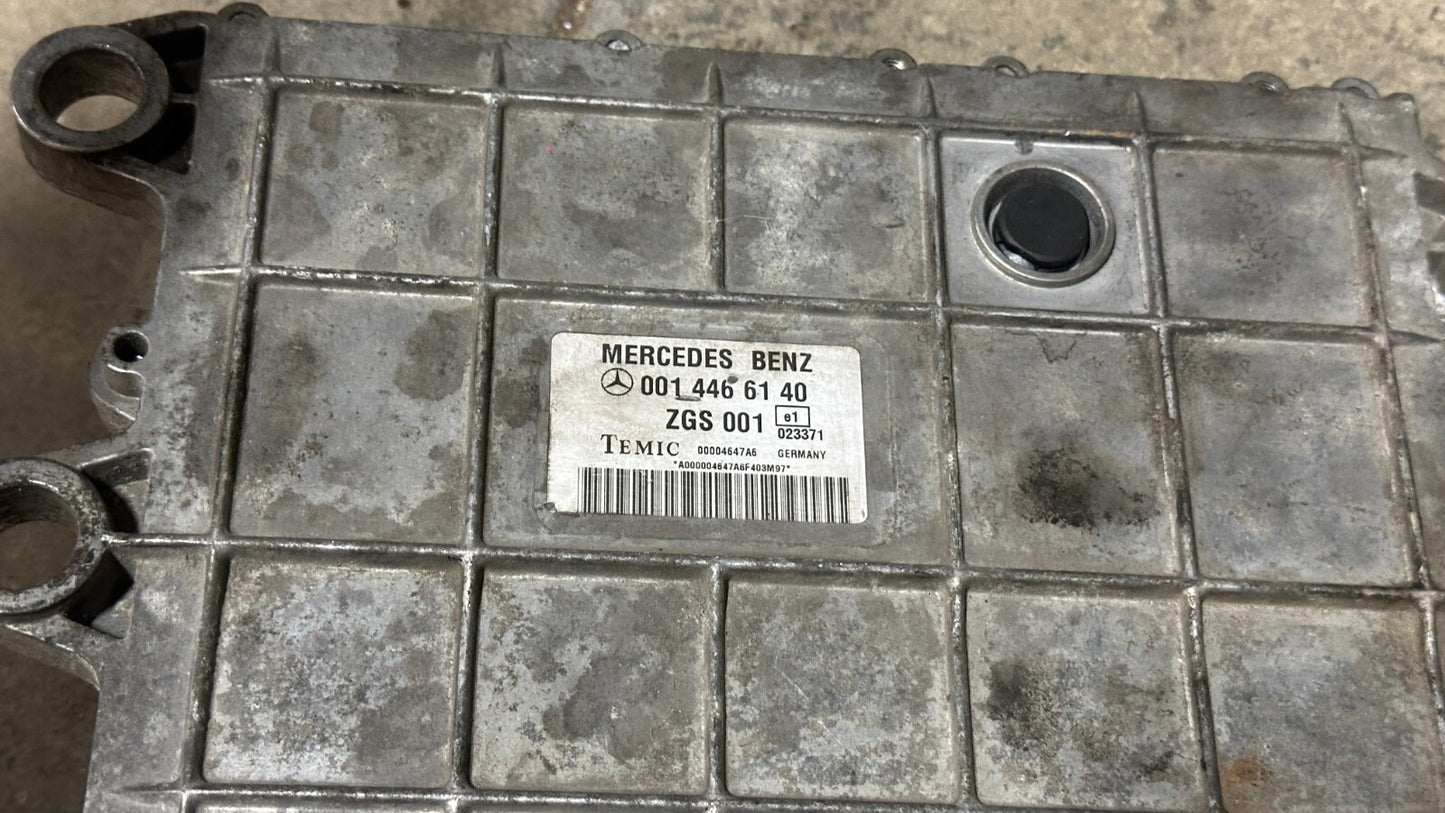 MERCEDES BENZ
001 446 61 40
ZGS 001 e1
023371
TEMIC 00004647A6 GERMANY
*A000004647A6F403M97*